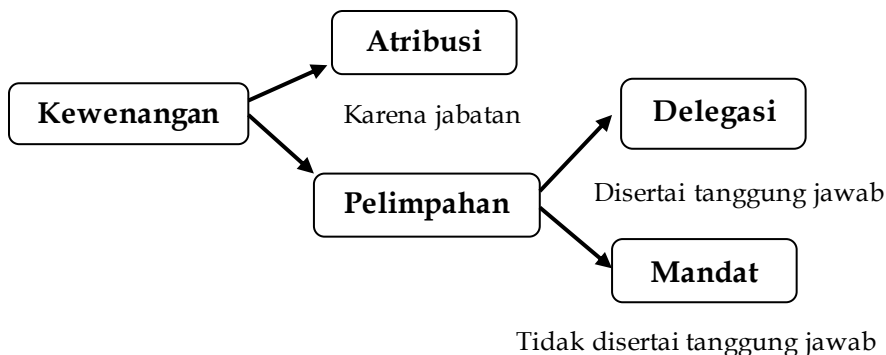 Atribusi
Kewenangan
Karena jabatan
Delegasi
Pelimpahan
Disertai tanggung jawab
Mandat
Tidak disertai tanggung jawab